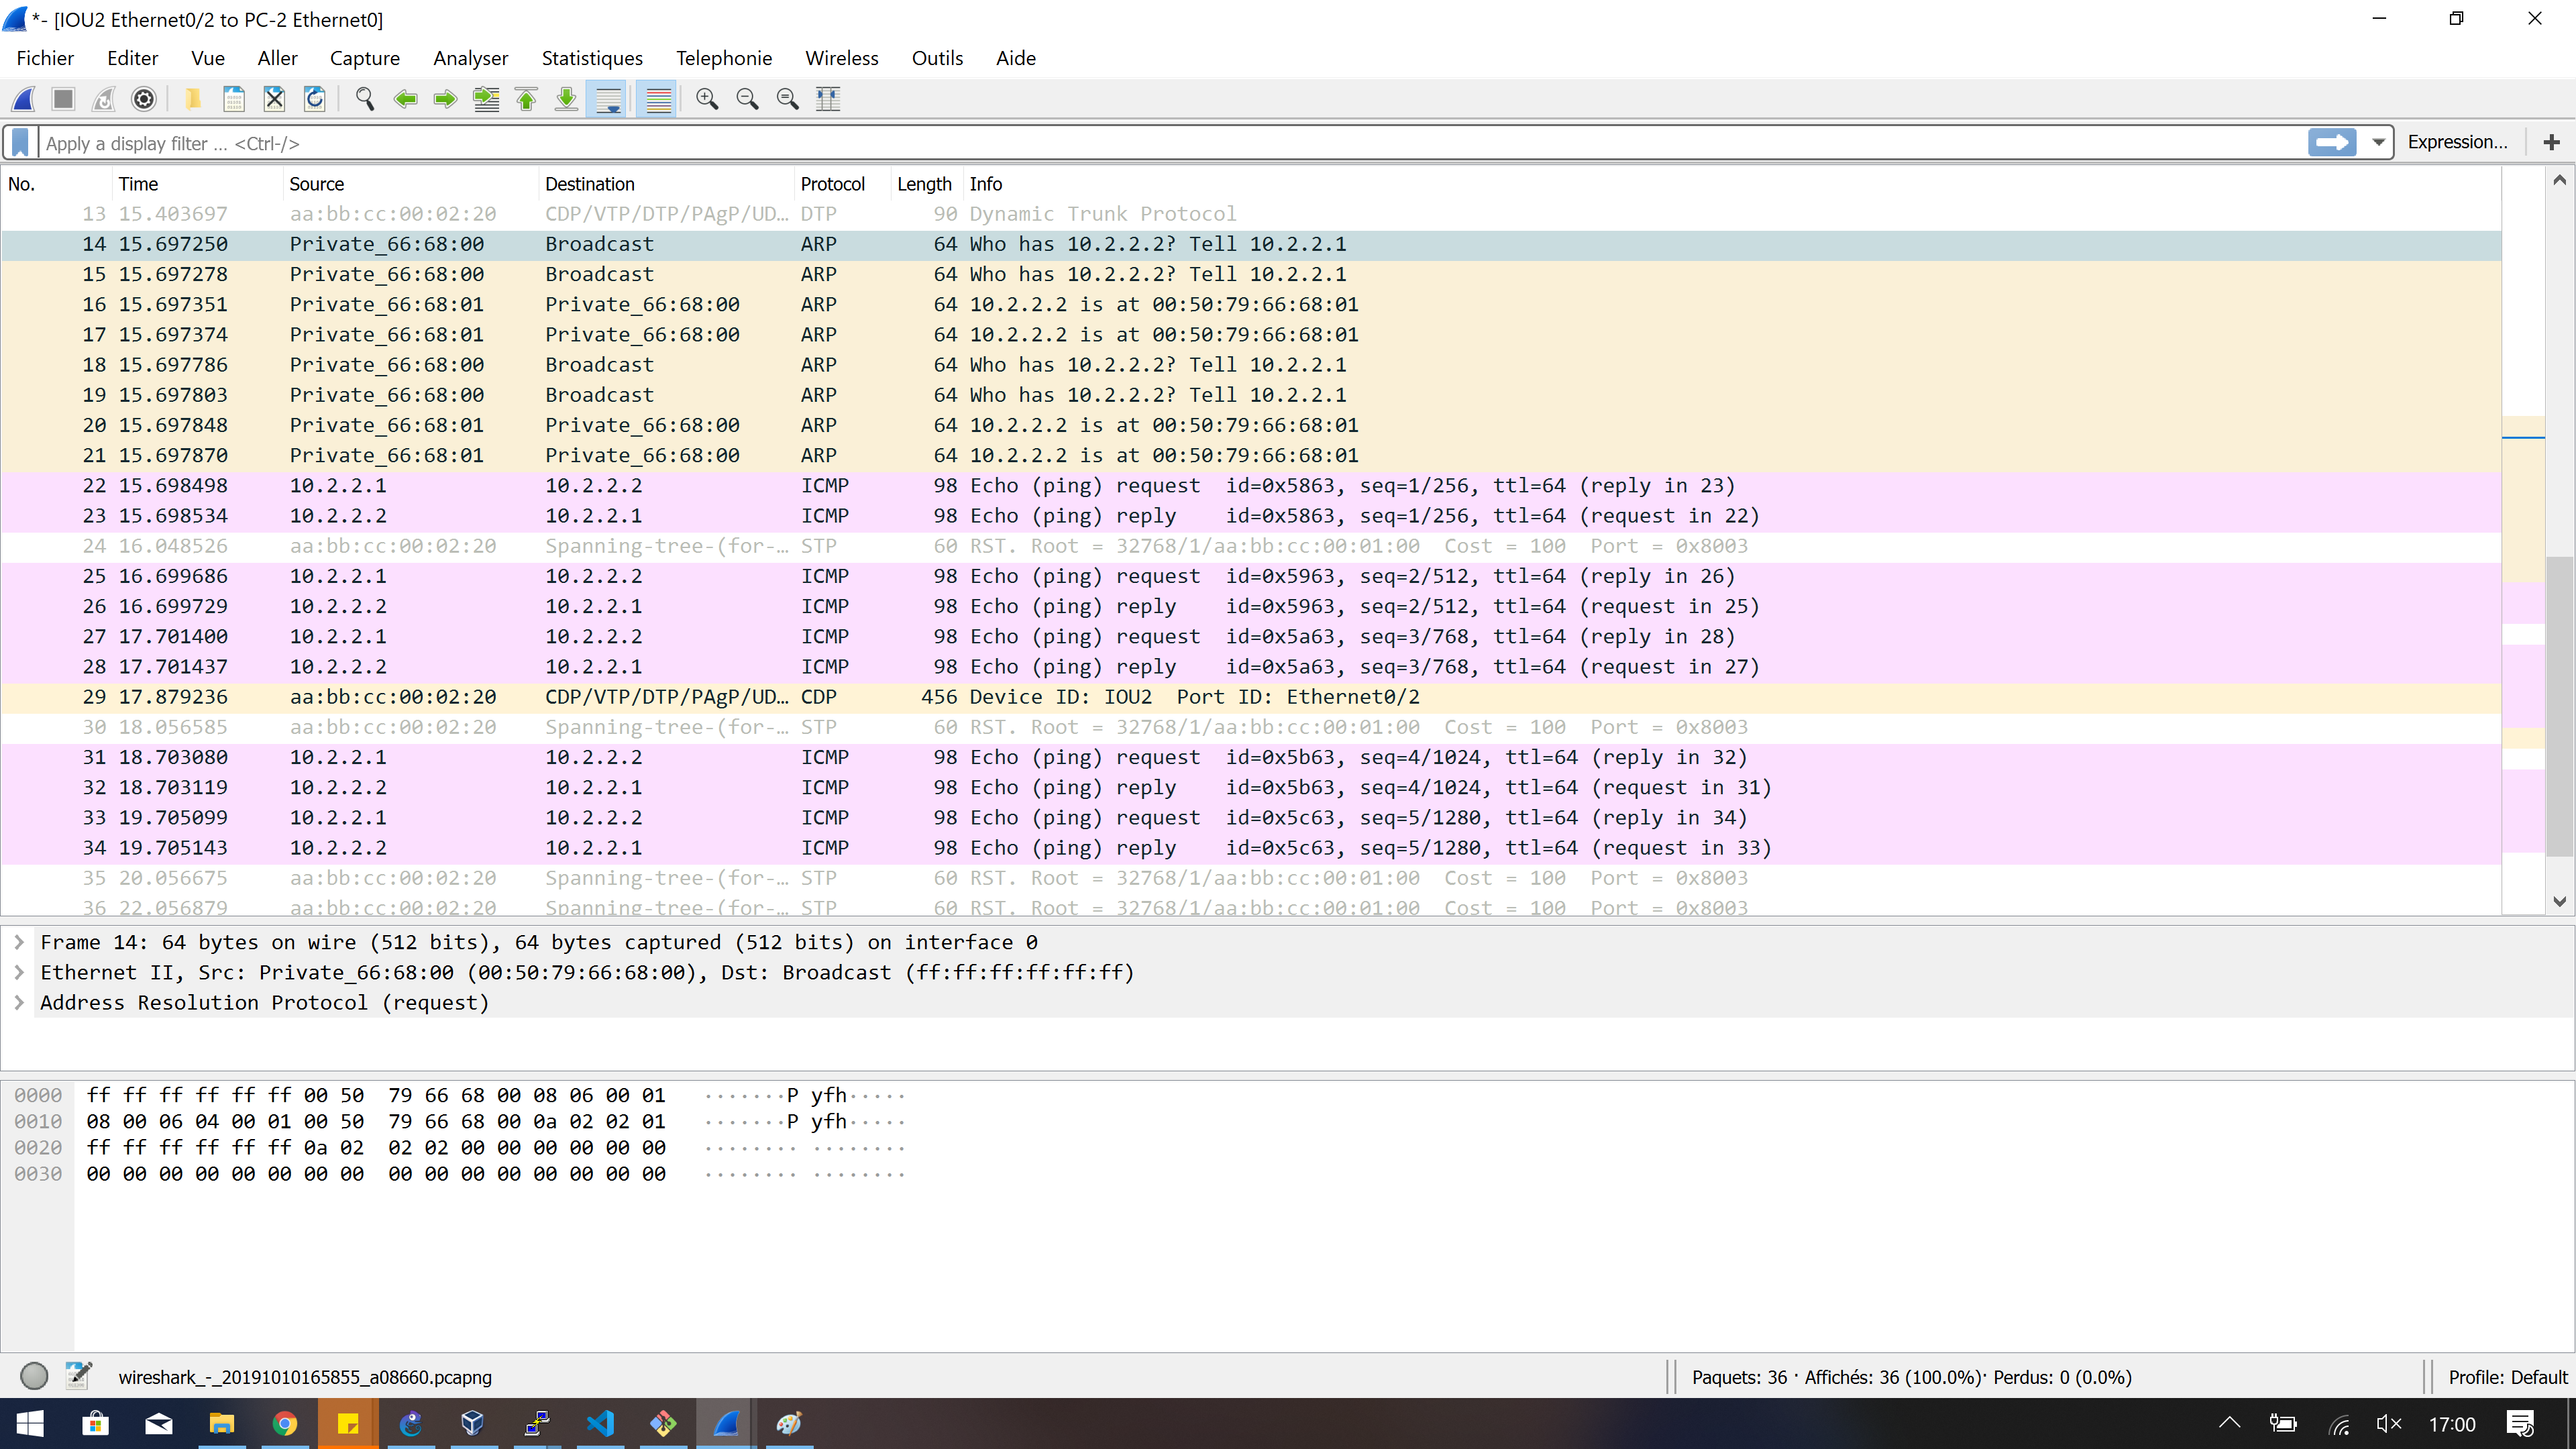 *- [IOU2 Ethernet0/2 to PC-2 Ethernet0]
Fichier Editer Vue Aller Capture Analyser Statistiques Telephonie Wireless Outils Aide
Apply a display filter ... <Ctrl-/> Expression... +
No. Time Source Destination Protocol Length Info
13 15.403697 aa:bb:cc:00:02:20 CDP/VTP/DTP/PAgP/UD... DTP 90 Dynamic Trunk Protocol
14 15.697250 Private_66:68:00 Broadcast ARP 64 Who has 10.2.2.2? Tell 10.2.2.1
15 15.697278 Private_66:68:00 Broadcast ARP 64 Who has 10.2.2.2? Tell 10.2.2.1
16 15.697351 Private_66:68:01 Private_66:68:00 ARP 64 10.2.2.2 is at 00:50:79:66:68:01
17 15.697374 Private_66:68:01 Private_66:68:00 ARP 64 10.2.2.2 is at 00:50:79:66:68:01
18 15.697786 Private_66:68:00 Broadcast ARP 64 Who has 10.2.2.2? Tell 10.2.2.1
19 15.697803 Private_66:68:00 Broadcast ARP 64 Who has 10.2.2.2? Tell 10.2.2.1
20 15.697848 Private_66:68:01 Private_66:68:00 ARP 64 10.2.2.2 is at 00:50:79:66:68:01
21 15.697870 Private_66:68:01 Private_66:68:00 ARP 64 10.2.2.2 is at 00:50:79:66:68:01
22 15.698498 10.2.2.1 10.2.2.2 ICMP 98 Echo (ping) request id=0x5863, seq=1/256, ttl=64 (reply in 23)
23 15.698534 10.2.2.2 10.2.2.1 ICMP 98 Echo (ping) reply id=0x5863, seq=1/256, ttl=64 (request in 22)
24 16.048526 aa:bb:cc:00:02:20 Spanning-tree-(for-... STP 60 RST. Root = 32768/1/aa:bb:cc:00:01:00 Cost = 100 Port = 0x8003
25 16.699686 10.2.2.1 10.2.2.2 ICMP 98 Echo (ping) request id=0x5963, seq=2/512, ttl=64 (reply in 26)
26 16.699729 10.2.2.2 10.2.2.1 ICMP 98 Echo (ping) reply id=0x5963, seq=2/512, ttl=64 (request in 25)
27 17.701400 10.2.2.1 10.2.2.2 ICMP 98 Echo (ping) request id=0x5a63, seq=3/768, ttl=64 (reply in 28)
28 17.701437 10.2.2.2 10.2.2.1 ICMP 98 Echo (ping) reply id=0x5a63, seq=3/768, ttl=64 (request in 27)
29 17.879236 aa:bb:cc:00:02:20 CDP/VTP/DTP/PAgP/UD... CDP 456 Device ID: IOU2 Port ID: Ethernet0/2
30 18.056585 aa:bb:cc:00:02:20 Spanning-tree-(for-... STP 60 RST. Root = 32768/1/aa:bb:cc:00:01:00 Cost = 100 Port = 0x8003
31 18.703080 10.2.2.1 10.2.2.2 ICMP 98 Echo (ping) request id=0x5b63, seq=4/1024, ttl=64 (reply in 32)
32 18.703119 10.2.2.2 10.2.2.1 ICMP 98 Echo (ping) reply id=0x5b63, seq=4/1024, ttl=64 (request in 31)
33 19.705099 10.2.2.1 10.2.2.2 ICMP 98 Echo (ping) request id=0x5c63, seq=5/1280, ttl=64 (reply in 34)
34 19.705143 10.2.2.2 10.2.2.1 ICMP 98 Echo (ping) reply id=0x5c63, seq=5/1280, ttl=64 (request in 33)
35 20.056675 aa:bb:cc:00:02:20 Spanning-tree-(for-... STP 60 RST. Root = 32768/1/aa:bb:cc:00:01:00 Cost = 100 Port = 0x8003
36 22.056879 aa:bb:cc:00:02:20 Spanning-tree-(for-... STP 60 RST. Root = 32768/1/aa:bb:cc:00:01:00 Cost = 100 Port = 0x8003
Frame 14: 64 bytes on wire (512 bits), 64 bytes captured (512 bits) on interface 0
Ethernet II, Src: Private_66:68:00 (00:50:79:66:68:00), Dst: Broadcast (ff:ff:ff:ff:ff:ff)
Address Resolution Protocol (request)
0000 ff ff ff ff ff ff 00 50 79 66 68 00 08 06 00 01 ·······P yfh·····
0010 08 00 06 04 00 01 00 50 79 66 68 00 0a 02 02 01 ·······P yfh·····
0020 ff ff ff ff ff ff 0a 02 02 02 00 00 00 00 00 00 ········ ········
0030 00 00 00 00 00 00 00 00 00 00 00 00 00 00 00 00 ········ ········
wireshark_-_20191010165855_a08660.pcapng Paquets: 36 · Affichés: 36 (100.0%)· Perdus: 0 (0.0%) Profile: Default
17:00